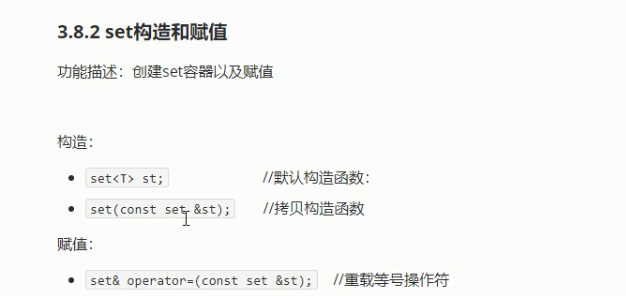 3.8.2 set构造和赋值
功能描述：创建set容器以及赋值
构造：
set<T> st; //默认构造函数：
set(const set &st); //拷贝构造函数
赋值：
set& operator=(const set &st); //重载等号操作符